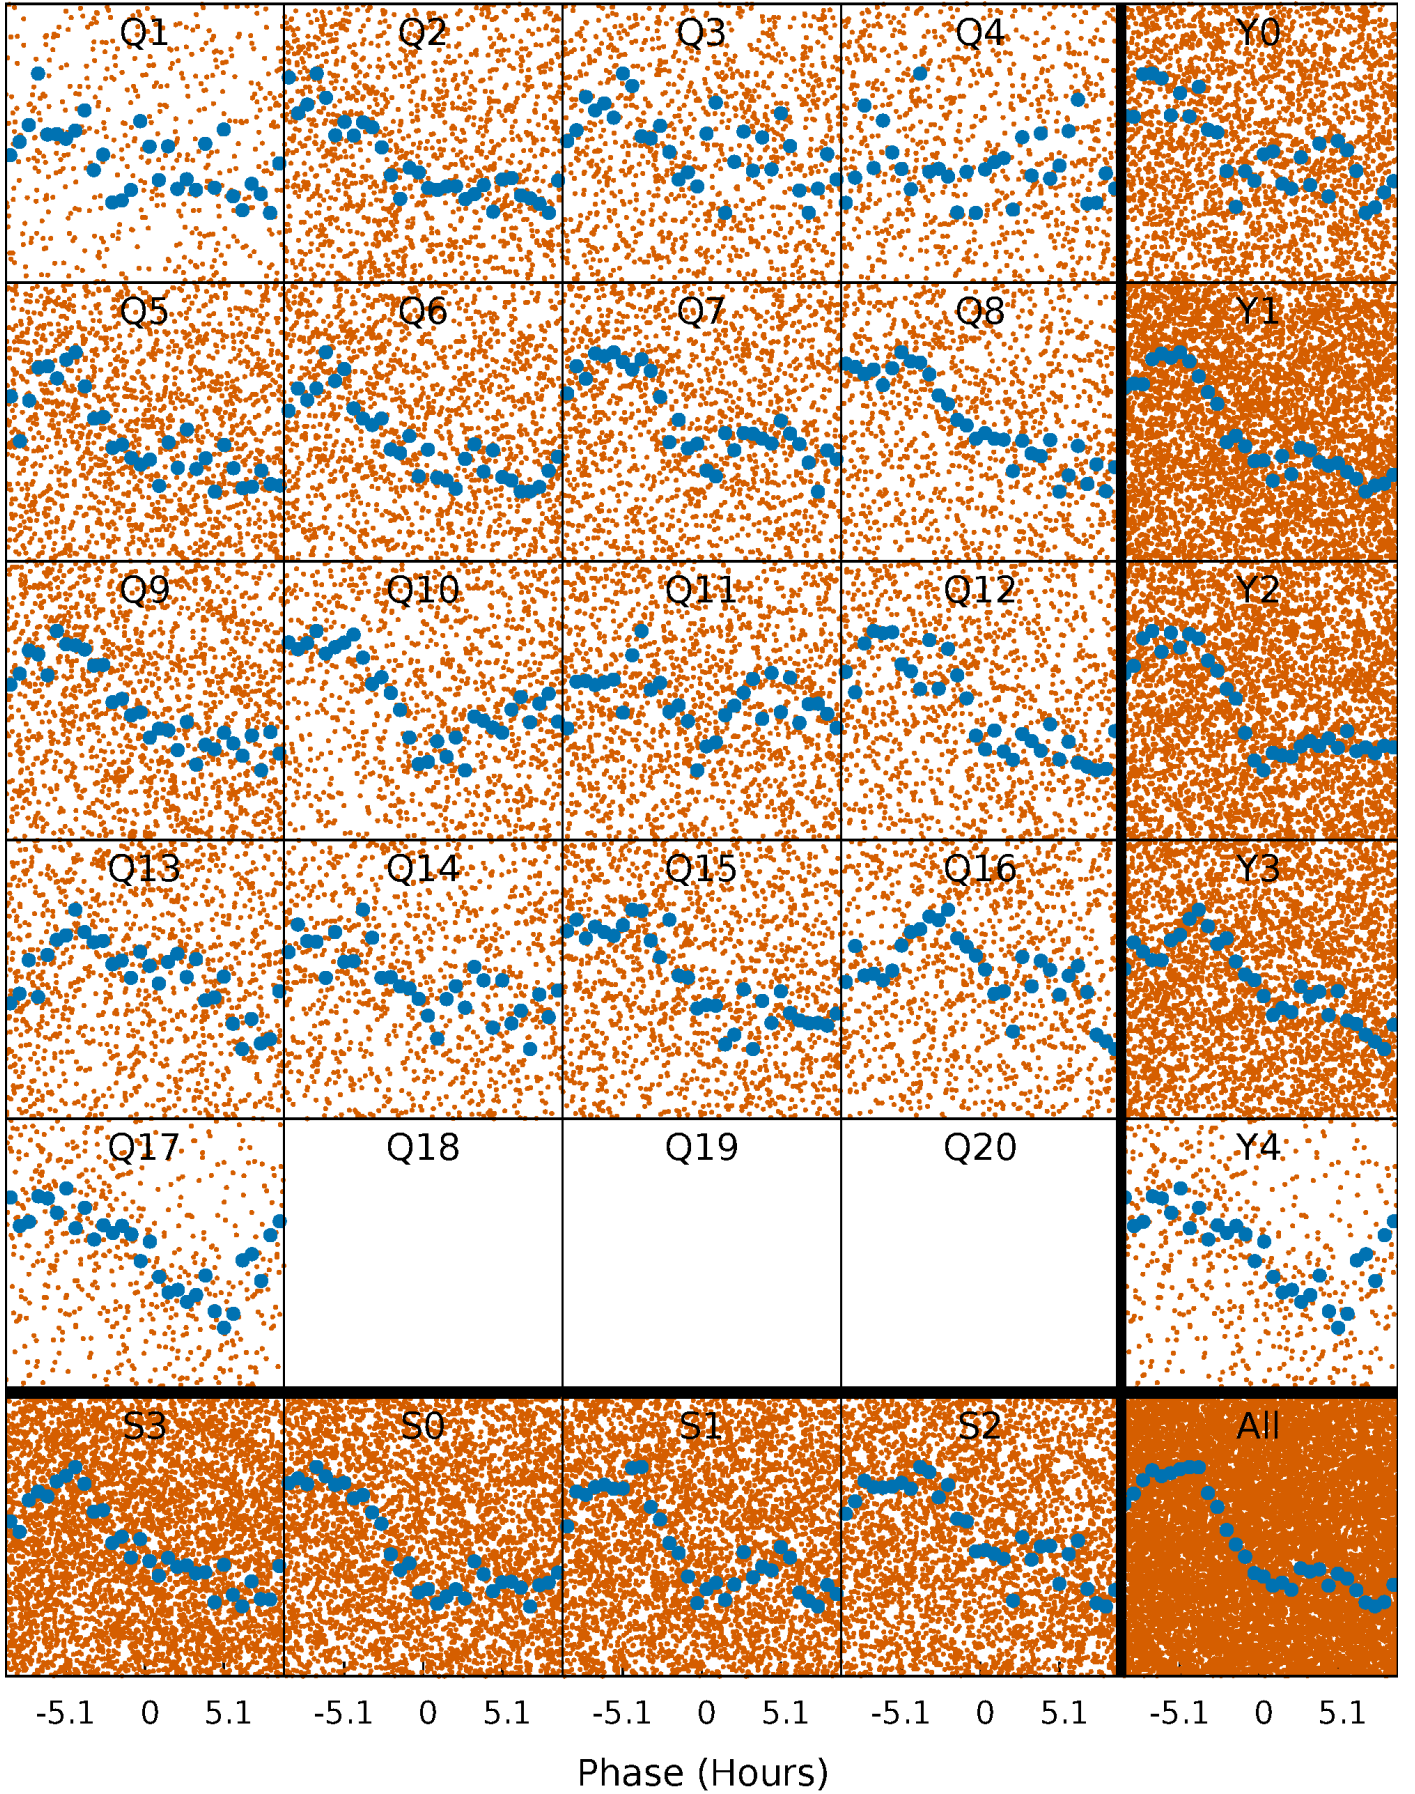 Q1 Q2 Q3 Q4 Y0
Q5 Q6 Q7 Q8 Y1
Q9 Q10 Q11 Q12 Y2
Q13 Q14 Q15 Q16 Y3
Q17 Q18 Q19 Q20 Y4
S3 S0 S1 S2 All
-5.1 0 5.1 -5.1 0 5.1 -5.1 0 5.1 -5.1 0 5.1 -5.1 0 5.1
Phase (Hours)